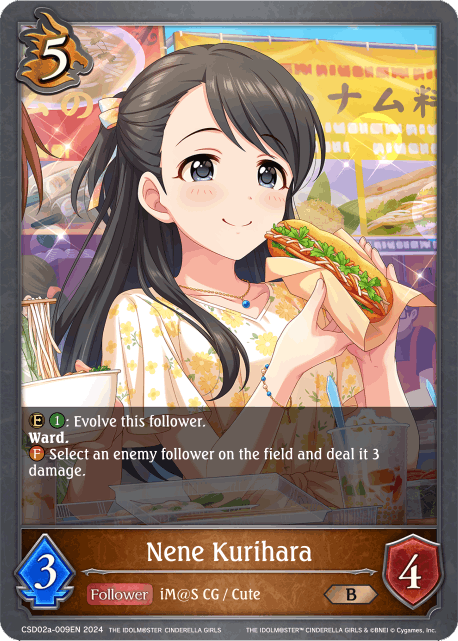 5
ナム料
E 1: Evolve this follower.
Ward.
F Select an enemy follower on the field and deal it 3
damage.
Nene Kurihara
3
Follower iM@S CG / Cute
B
4
CSD02a-009EN 2024 THE IDOLM@STER CINDERELLA GIRLS THE IDOLM@STER™ CINDERELLA GIRLS & ©BNEI © Cygames, Inc.